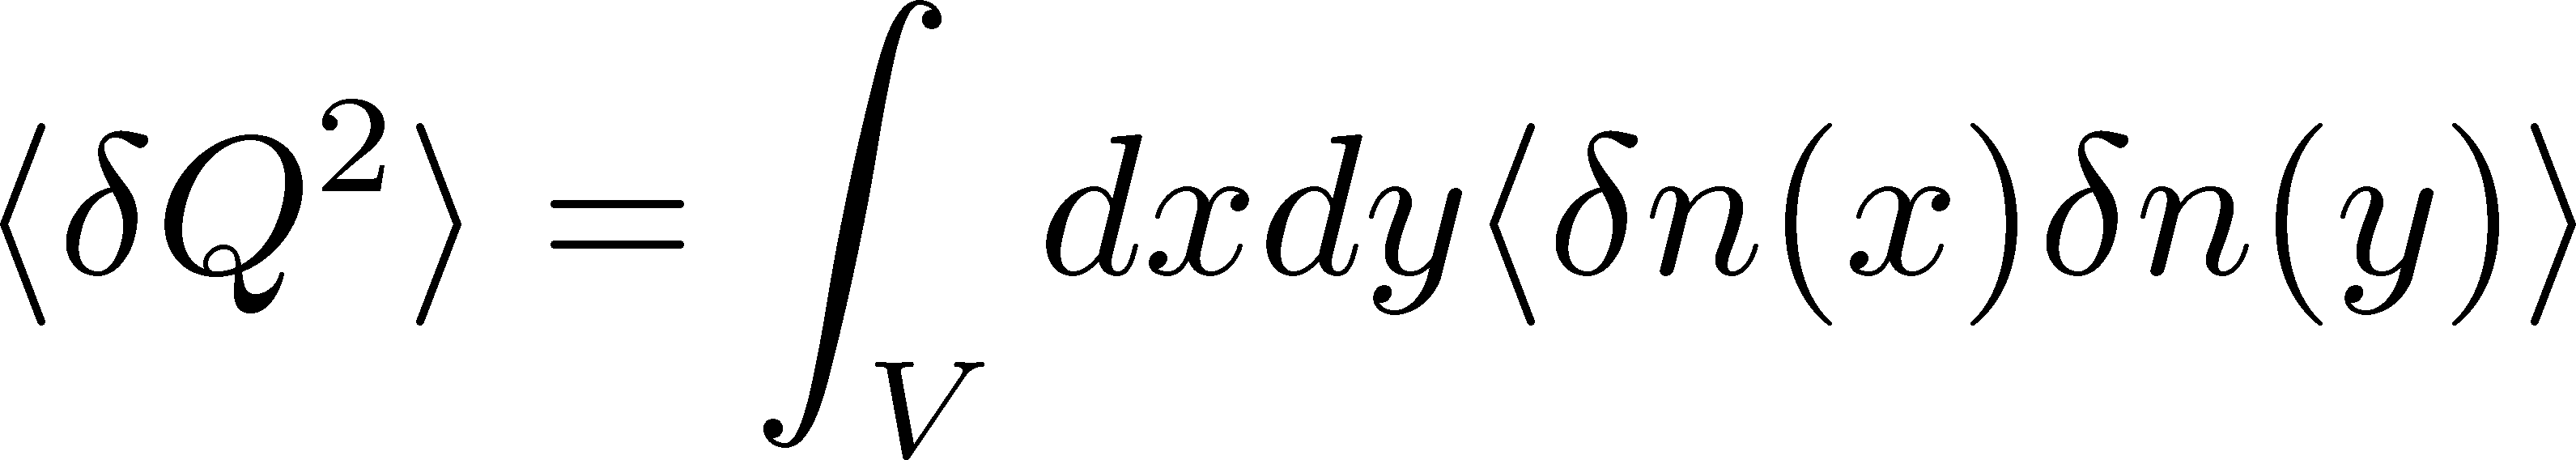 ⟨δQ²⟩ = ∫_V dxdy⟨δn(x)δn(y)⟩